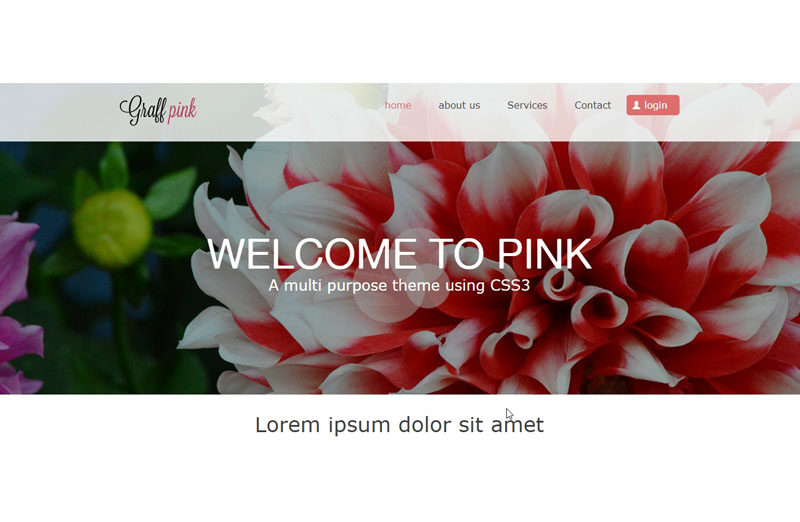 Graff pink
home about us Services Contact login
WELCOME TO PINK
A multi purpose theme using CSS3
Lorem ipsum dolor sit amet